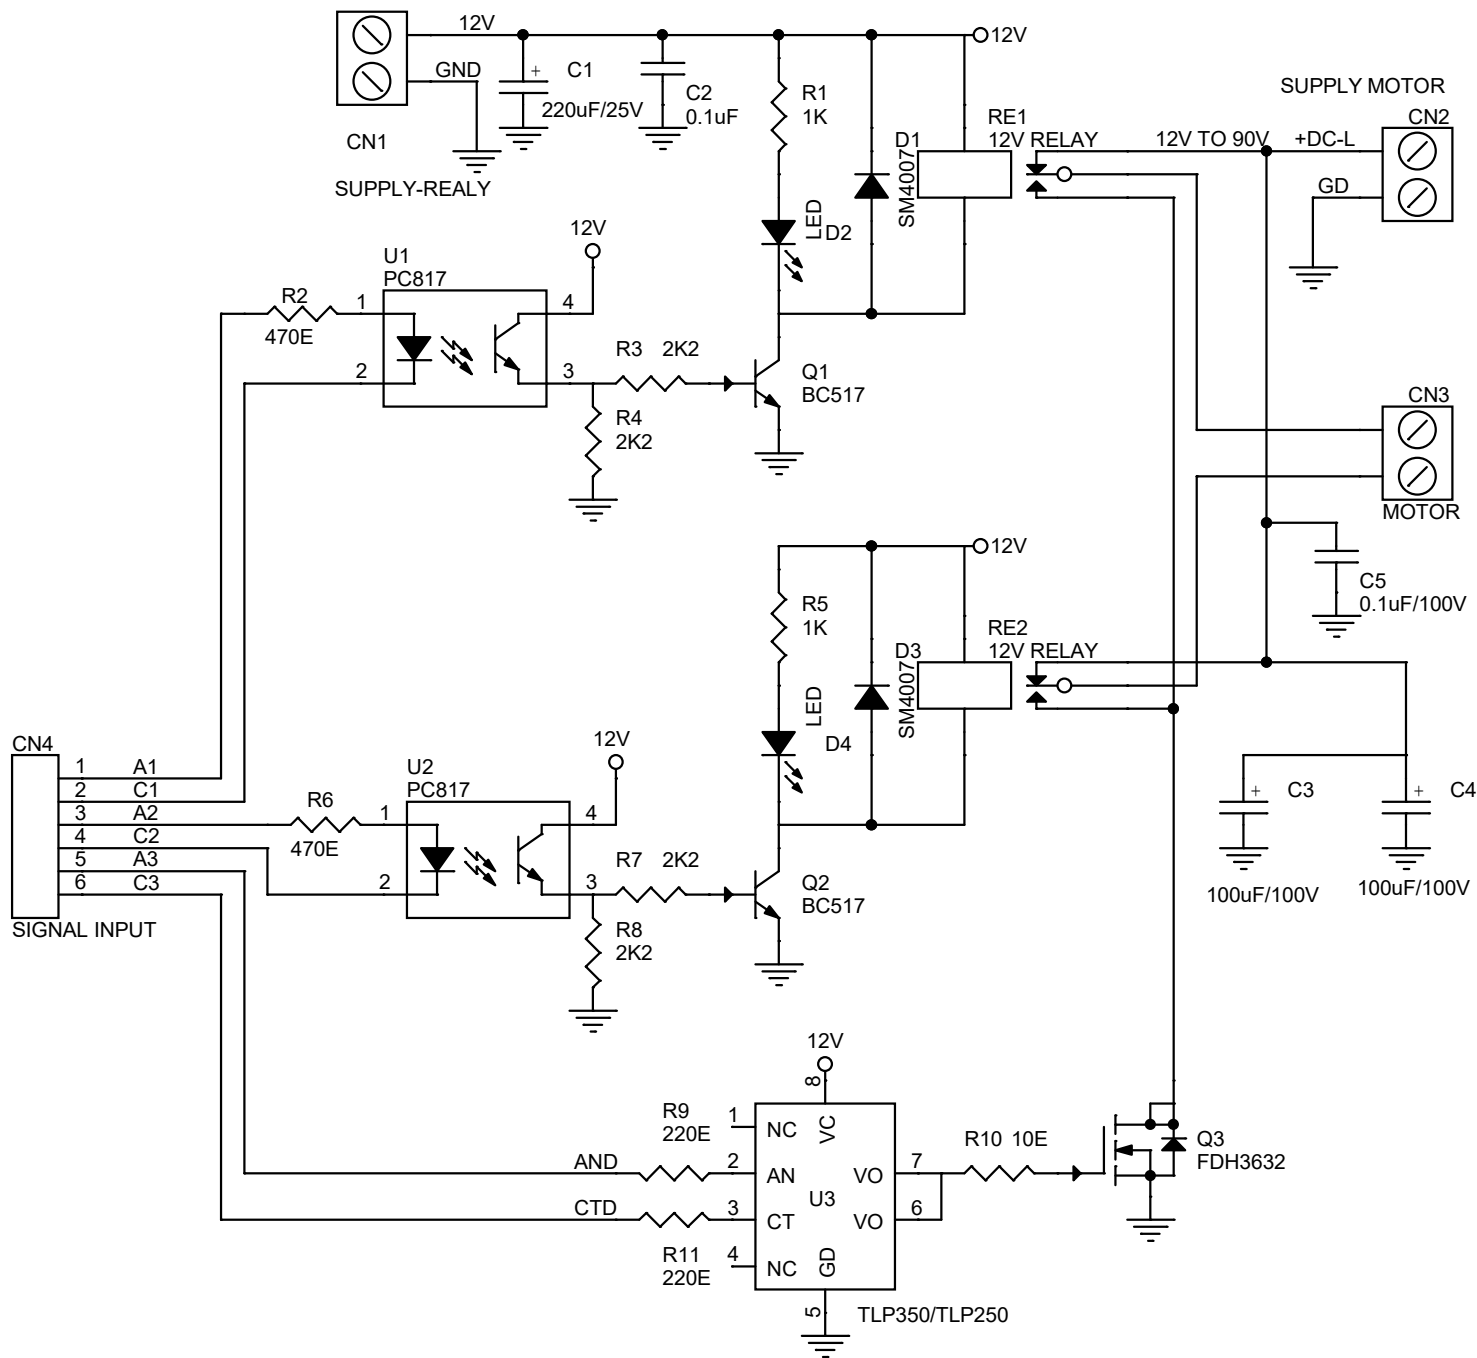 12V
12V
GND
+
C1
220uF/25V
C2
0.1uF
CN1
SUPPLY-REALY
R1
1K
LED
D2
D1
SM4007
RE1
12V RELAY
12V TO 90V
+DC-L
SUPPLY MOTOR
CN2
GD
12V
U1
PC817
R2
470E
1
2
4
3
R3
2K2
R4
2K2
Q1
BC517
CN3
MOTOR
12V
R5
1K
LED
D4
D3
SM4007
RE2
12V RELAY
C5
0.1uF/100V
+
C3
100uF/100V
+
C4
100uF/100V
CN4
1 A1
2 C1
3 A2
4 C2
5 A3
6 C3
SIGNAL INPUT
R6
470E
12V
U2
PC817
1
2
4
3
R7
2K2
R8
2K2
Q2
BC517
12V
8
R9
220E
1
NC
VC
AND
2
AN
VO
7
U3
CTD
3
CT
VO
6
R11
220E
4
NC
GD
5
TLP350/TLP250
R10 10E
Q3
FDH3632